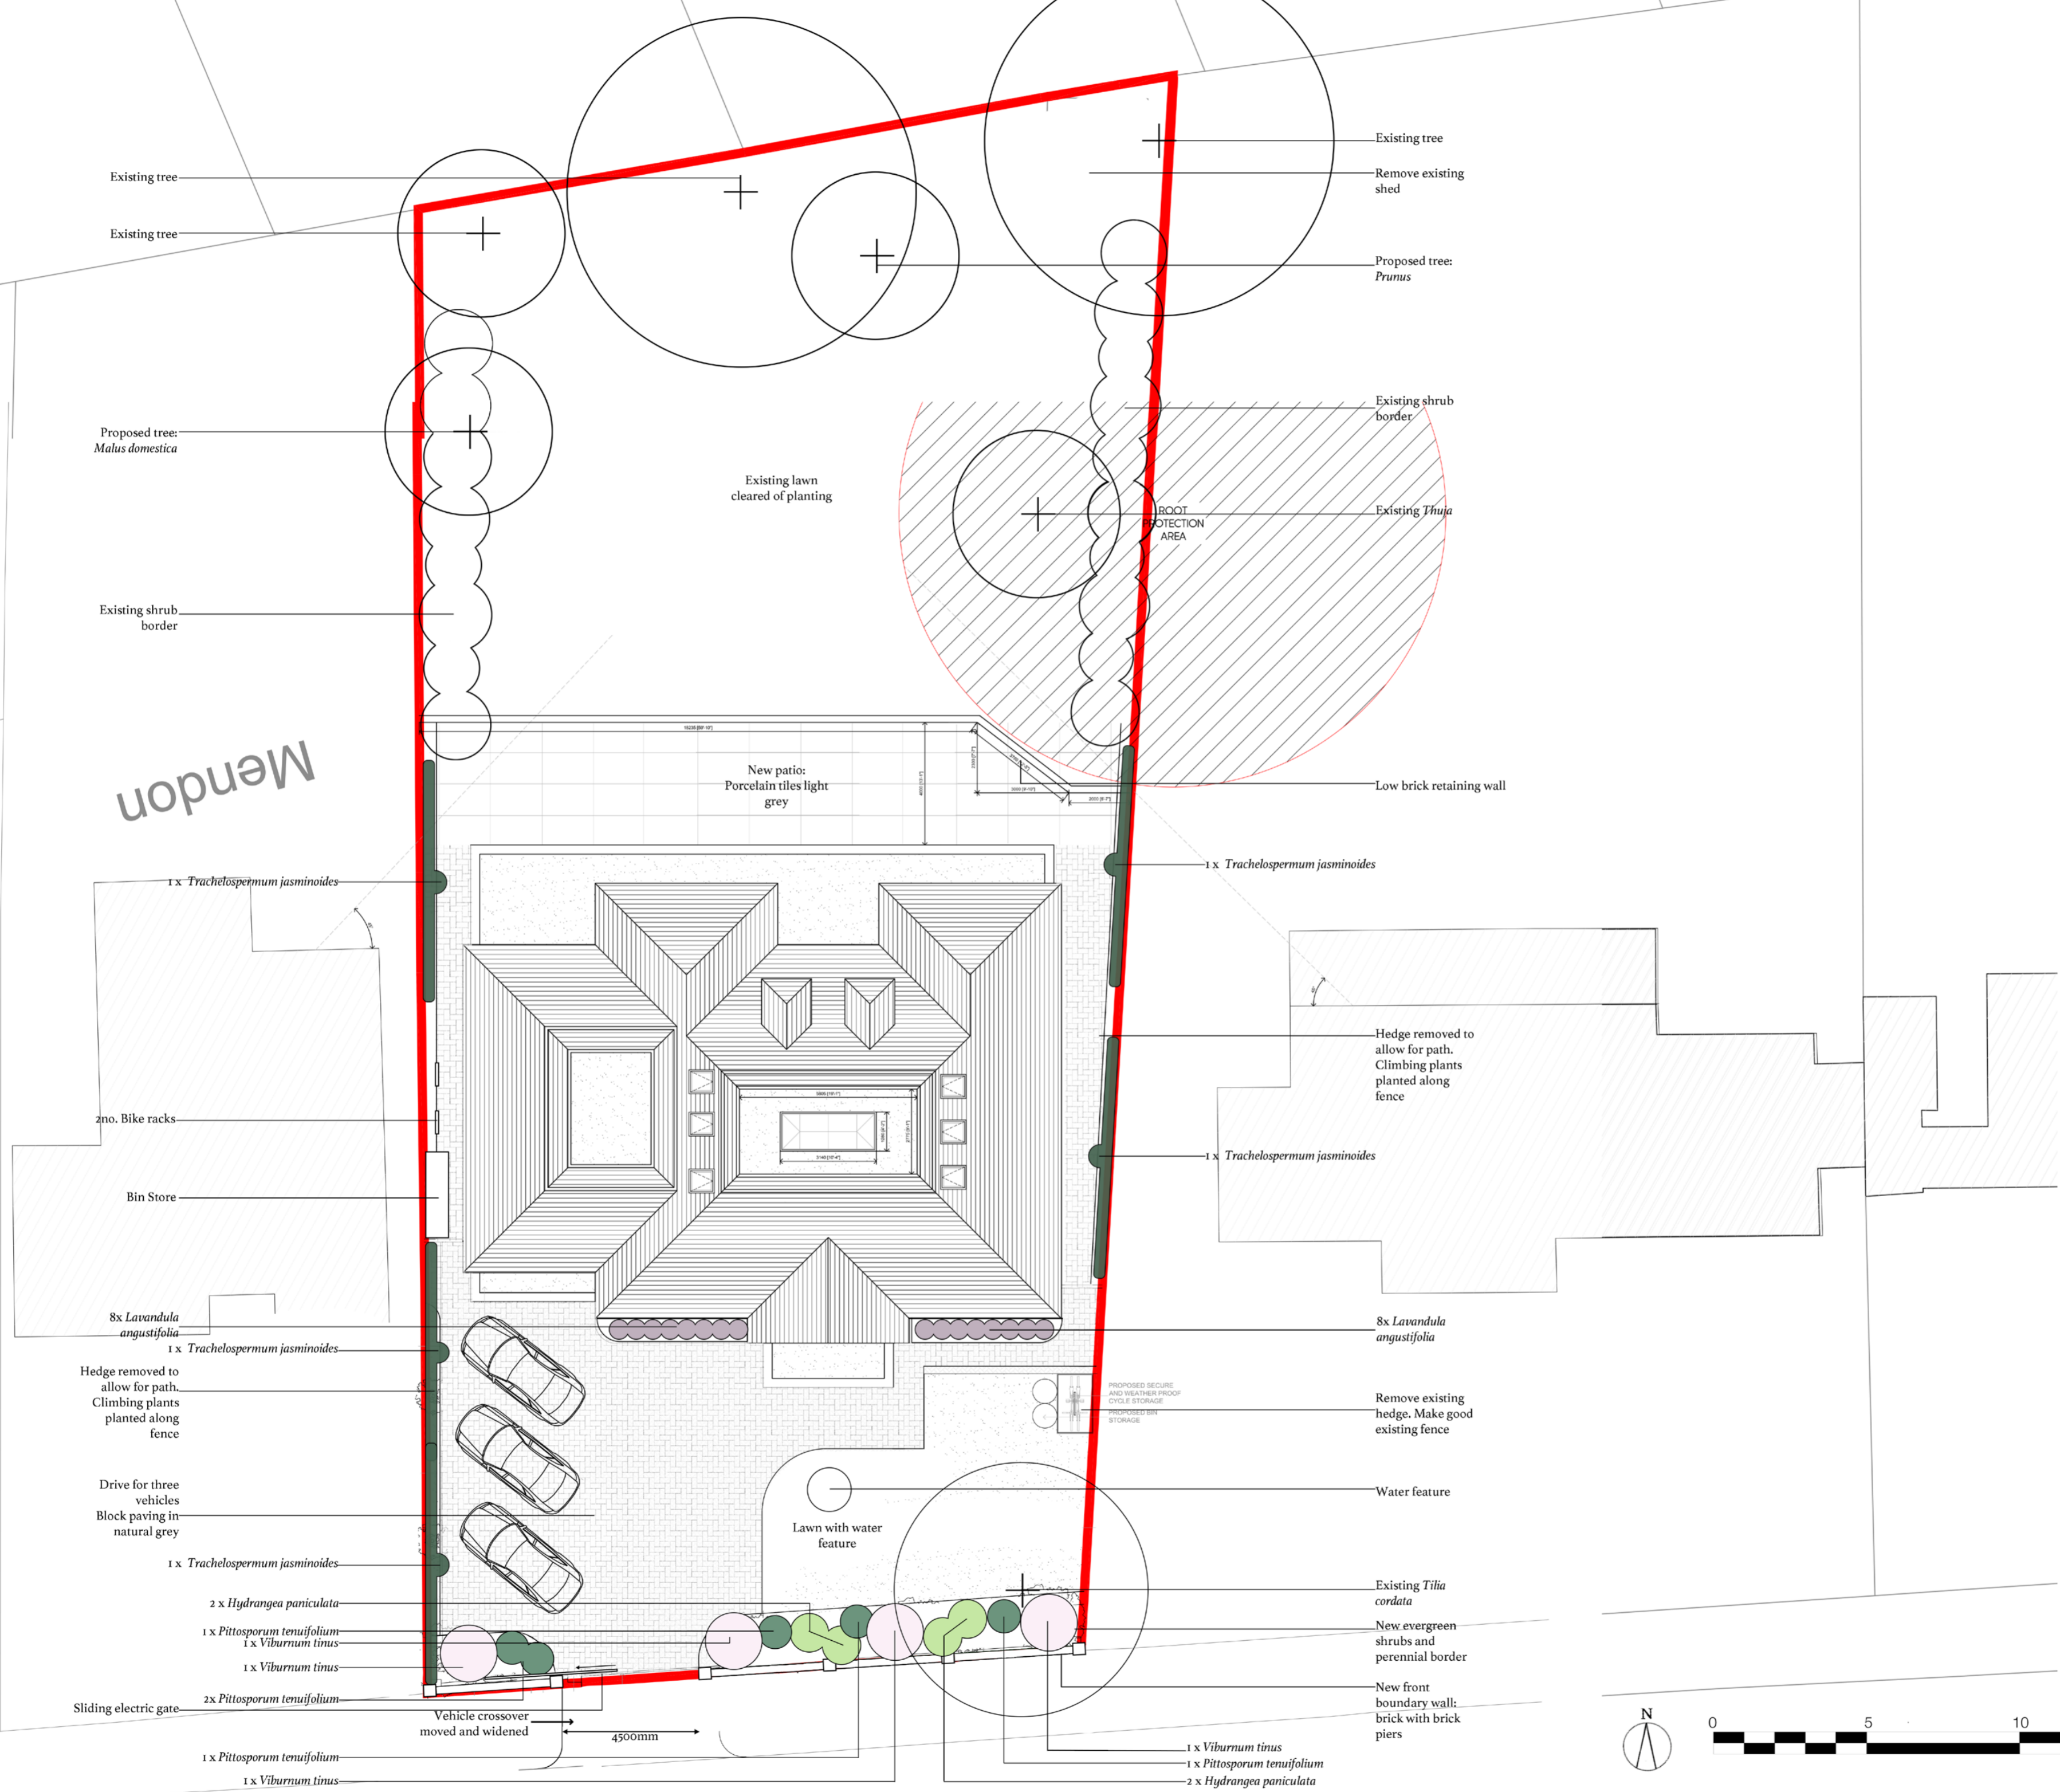 Existing tree
Existing tree
Existing tree
Remove existing
shed
Proposed tree:
Prunus
Existing shrub
border
Proposed tree:
Malus domestica
Existing lawn
cleared of planting
Existing Thuja
ROOT
PROTECTION
AREA
Existing shrub
border
Mendon
New patio:
Porcelain tiles light
grey
Low brick retaining wall
1 x Trachelospermum jasminoides
1 x Trachelospermum jasminoides
Hedge removed to
allow for path.
Climbing plants
planted along
fence
2no. Bike racks
1 x Trachelospermum jasminoides
Bin Store
8x Lavandula
angustifolia
8x Lavandula
angustifolia
1 x Trachelospermum jasminoides
Hedge removed to
allow for path.
Climbing plants
planted along
fence
PROPOSED SECURE
AND WEATHER PROOF
CYCLE STORAGE
PROPOSED BIN
STORAGE
Remove existing
hedge. Make good
existing fence
Drive for three
vehicles
Block paving in
natural grey
Water feature
Lawn with water
feature
1 x Trachelospermum jasminoides
Existing Tilia
cordata
2 x Hydrangea paniculata
1 x Pittosporum tenuifolium
1 x Viburnum tinus
New evergreen
shrubs and
perennial border
1 x Viburnum tinus
2x Pittosporum tenuifolium
Sliding electric gate
New front
boundary wall:
brick with brick
piers
Vehicle crossover
moved and widened
4500mm
1 x Pittosporum tenuifolium
1 x Viburnum tinus
1 x Viburnum tinus
1 x Pittosporum tenuifolium
2 x Hydrangea paniculata
N
0 5 10